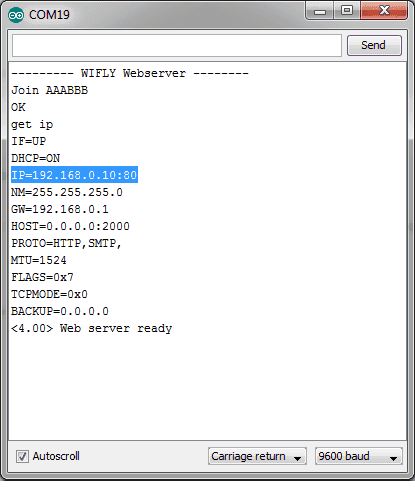 COM19
Send
--------- WIFLY Webserver --------
Join AAABBB
OK
get ip
IF=UP
DHCP=ON
IP=192.168.0.10:80
NM=255.255.255.0
GW=192.168.0.1
HOST=0.0.0.0:2000
PROTO=HTTP,SMTP,
MTU=1524
FLAGS=0x7
TCPMODE=0x0
BACKUP=0.0.0.0
<4.00> Web server ready
Autoscroll Carriage return 9600 baud